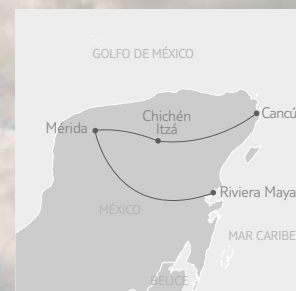 GOLFO DE MÉXICO
Chichén
Itzá
Cancú
Mérida
Riviera Maya
MÉXICO
MAR CARIBE
BELICE